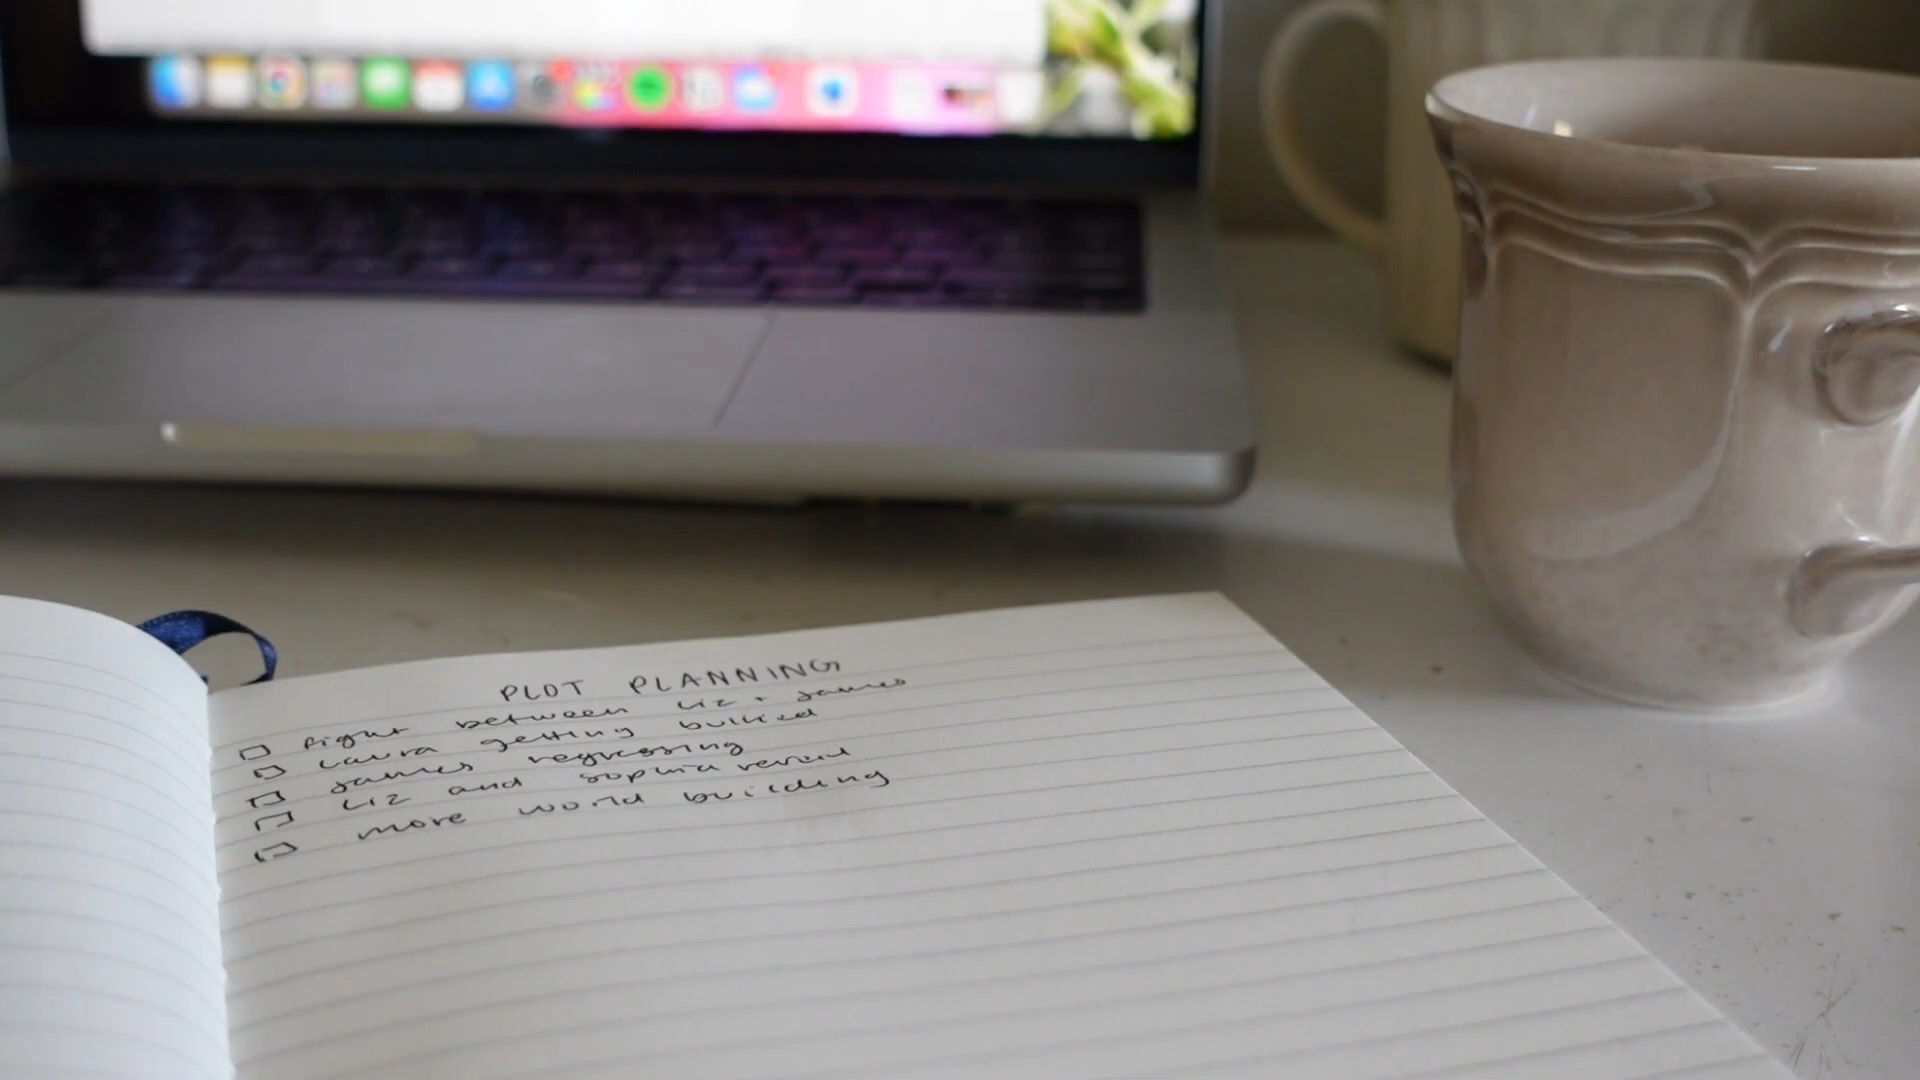 PLOT PLANNING
□ fight between Liz + James
□ Laura getting bullied
□ James regressing
□ Liz and Sophia reveal
□ more world building